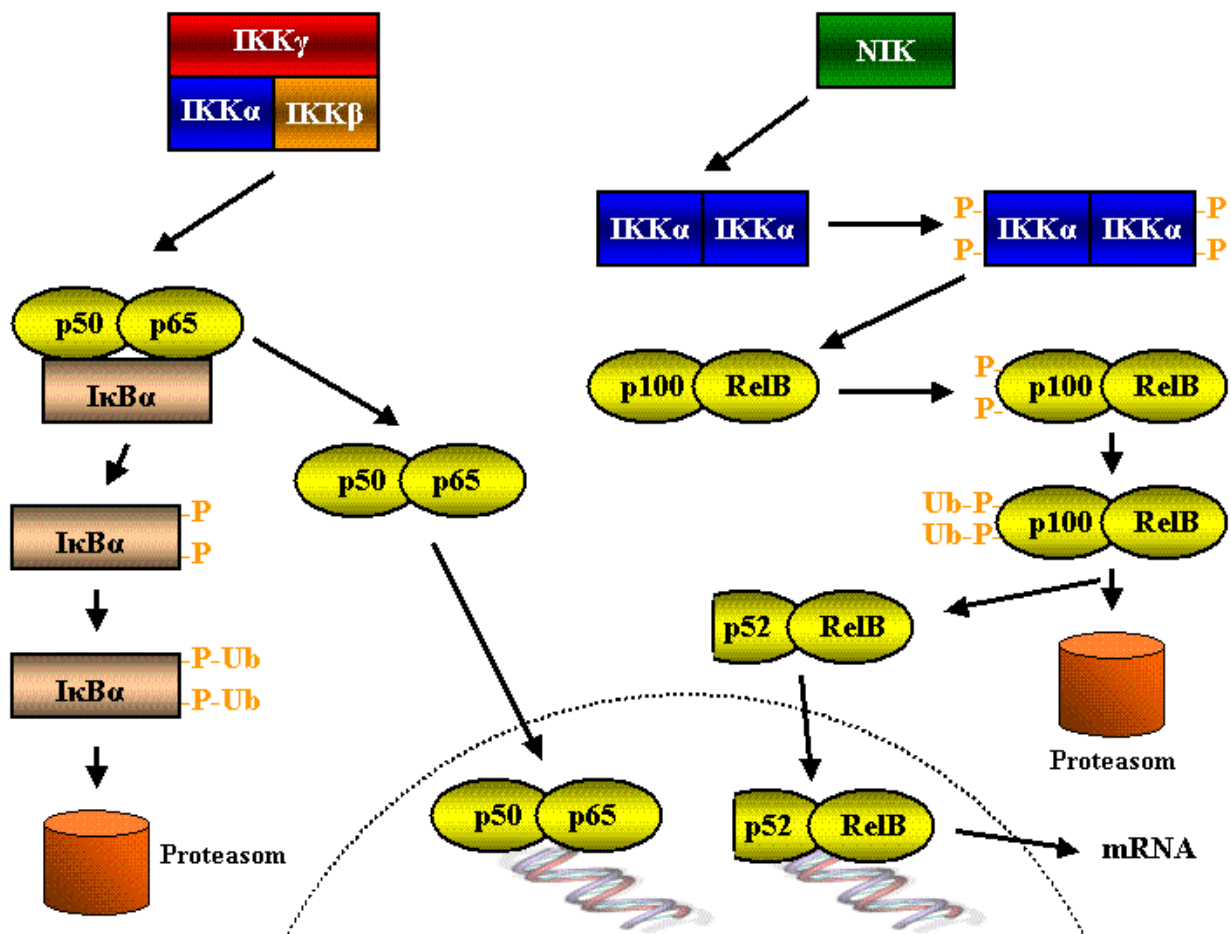 IKKγ
IKKα IKKβ
p50 p65
IκBα
p50 p65
IκBα
-P
-P
IκBα
-P-Ub
-P-Ub
Proteasom
p50 p65
NIK
IKKα IKKα
P- IKKα IKKα -P
P- -P
p100 RelB
P-
P-
p100 RelB
Ub-P-
Ub-P-
p100 RelB
p52 RelB
Proteasom
p52 RelB
mRNA